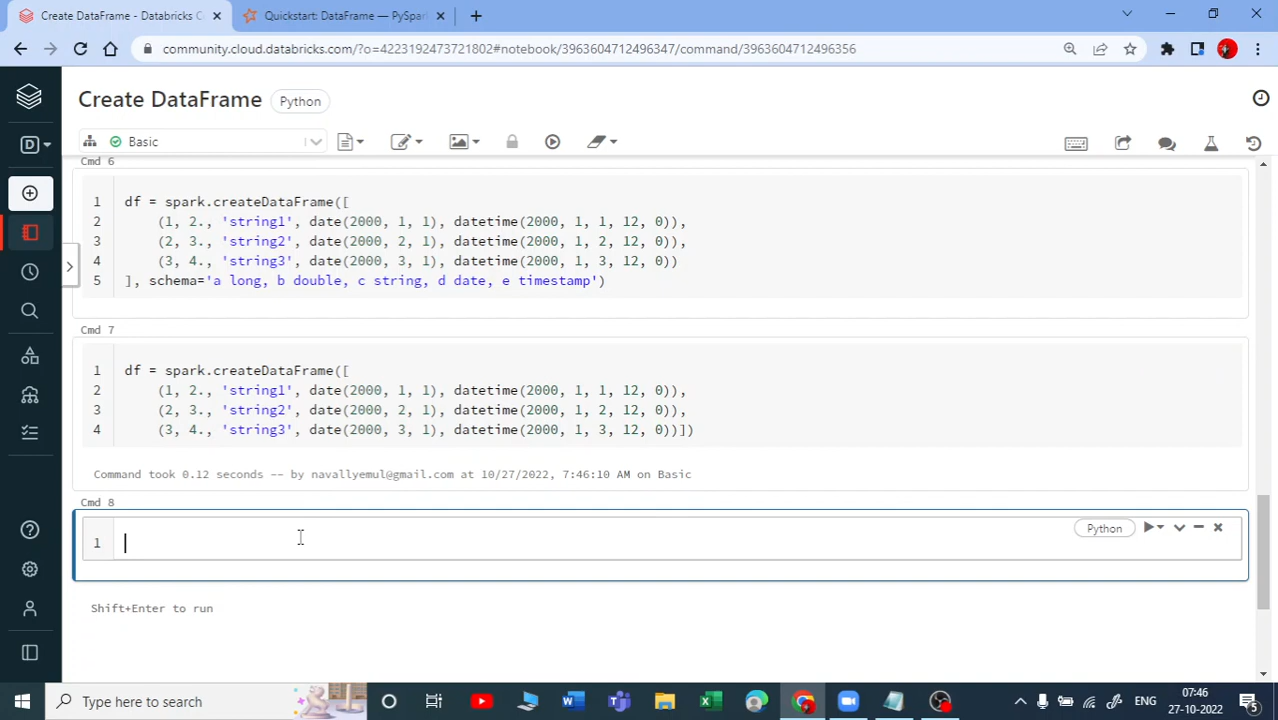 Create DataFrame - Databricks C
Quickstart: DataFrame — PySpark
community.cloud.databricks.com/?o=4223192473721802#notebook/3963604712496347/command/3963604712496356
Create DataFrame
Python
D
Basic
Cmd 6
1 df = spark.createDataFrame([
2 (1, 2., 'string1', date(2000, 1, 1), datetime(2000, 1, 1, 12, 0)),
3 (2, 3., 'string2', date(2000, 2, 1), datetime(2000, 1, 2, 12, 0)),
4 (3, 4., 'string3', date(2000, 3, 1), datetime(2000, 1, 3, 12, 0))
5 ], schema='a long, b double, c string, d date, e timestamp')
Cmd 7
1 df = spark.createDataFrame([
2 (1, 2., 'string1', date(2000, 1, 1), datetime(2000, 1, 1, 12, 0)),
3 (2, 3., 'string2', date(2000, 2, 1), datetime(2000, 1, 2, 12, 0)),
4 (3, 4., 'string3', date(2000, 3, 1), datetime(2000, 1, 3, 12, 0))])
Command took 0.12 seconds -- by navallyemul@gmail.com at 10/27/2022, 7:46:10 AM on Basic
Cmd 8
1
Python
Shift+Enter to run
Type here to search
ENG
07:46
27-10-2022
5